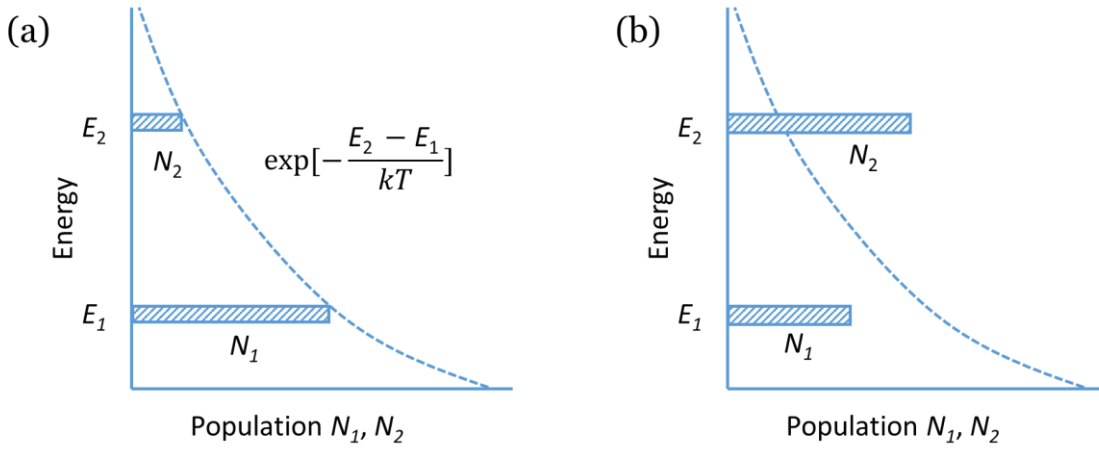 (a)
Energy
E₂
N₂
exp[-\frac{E₂ − E₁}{kT}]
E₁
N₁
Population N₁, N₂
(b)
Energy
E₂
N₂
E₁
N₁
Population N₁, N₂